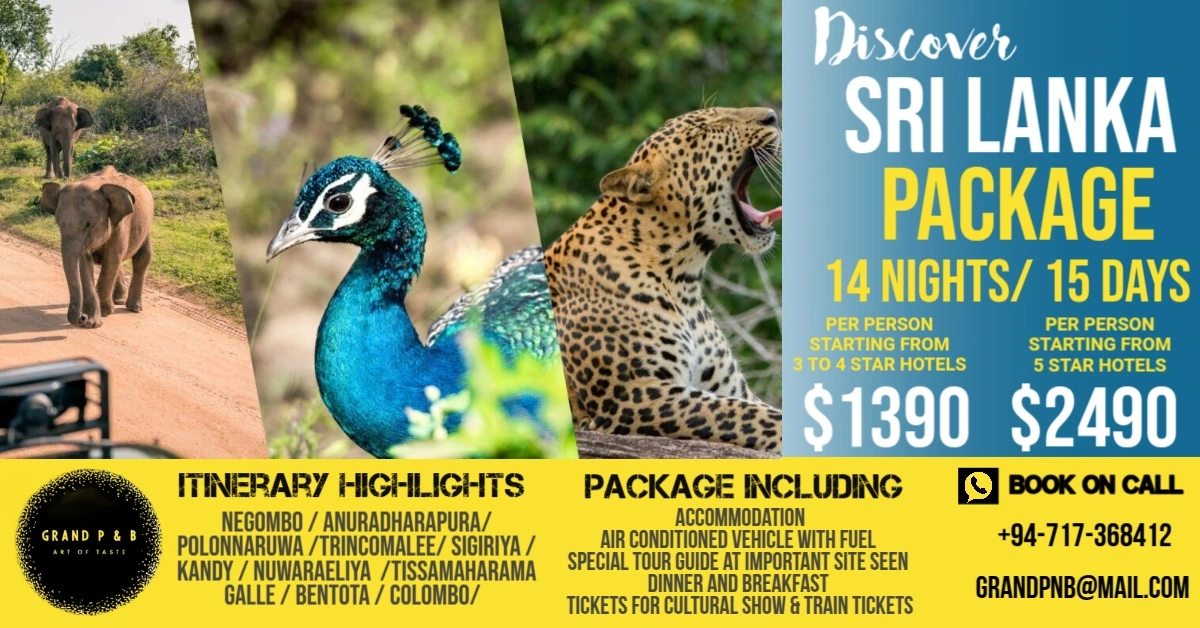 Discover
SRI LANKA
PACKAGE
14 NIGHTS/ 15 DAYS
PER PERSON
STARTING FROM
3 TO 4 STAR HOTELS
$1390
PER PERSON
STARTING FROM
5 STAR HOTELS
$2490
GRAND P & B
ART OF TASTE
ITINERARY HIGHLIGHTS
NEGOMBO / ANURADHARAPURA/
POLONNARUWA /TRINCOMALEE/ SIGIRIYA /
KANDY / NUWARAELIYA /TISSAMAHARAMA
GALLE / BENTOTA / COLOMBO/
PACKAGE INCLUDING
ACCOMMODATION
AIR CONDITIONED VEHICLE WITH FUEL
SPECIAL TOUR GUIDE AT IMPORTANT SITE SEEN
DINNER AND BREAKFAST
TICKETS FOR CULTURAL SHOW & TRAIN TICKETS
BOOK ON CALL
+94-717-368412
GRANDPNB@MAIL.COM